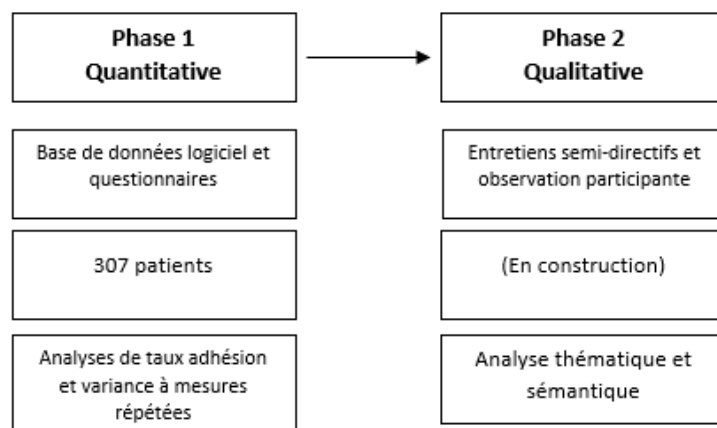 Phase 1
Quantitative
Phase 2
Qualitative
Base de données logiciel et
questionnaires
Entretiens semi-directifs et
observation participante
307 patients
(En construction)
Analyses de taux adhésion
et variance à mesures
répétées
Analyse thématique et
sémantique